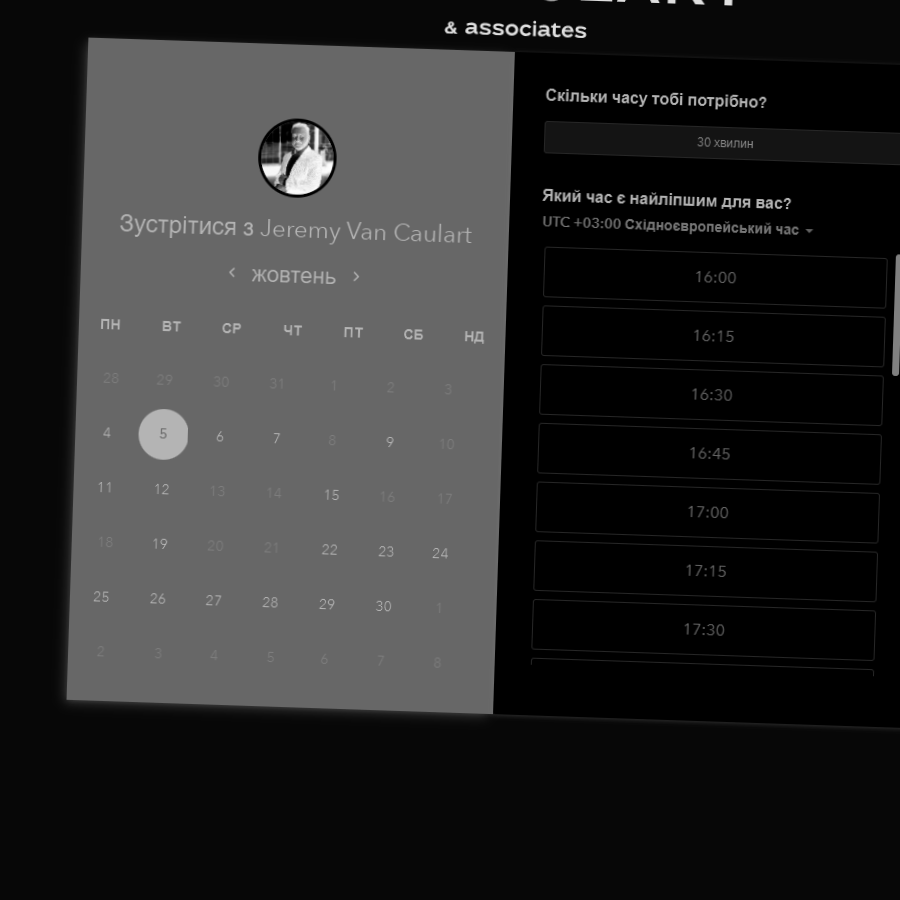 & associates
Зустрітися з Jeremy Van Caulart
жовтень
ПН ВТ СР ЧТ ПТ СБ НД
28 29 30 31 1 2 3
4 5 6 7 8 9 10
11 12 13 14 15 16 17
18 19 20 21 22 23 24
25 26 27 28 29 30 1
2 3 4 5 6 7 8
Скільки часу тобі потрібно?
30 хвилин
Який час є найліпшим для вас?
UTC +03:00 Східноєвропейський час
16:00
16:15
16:30
16:45
17:00
17:15
17:30